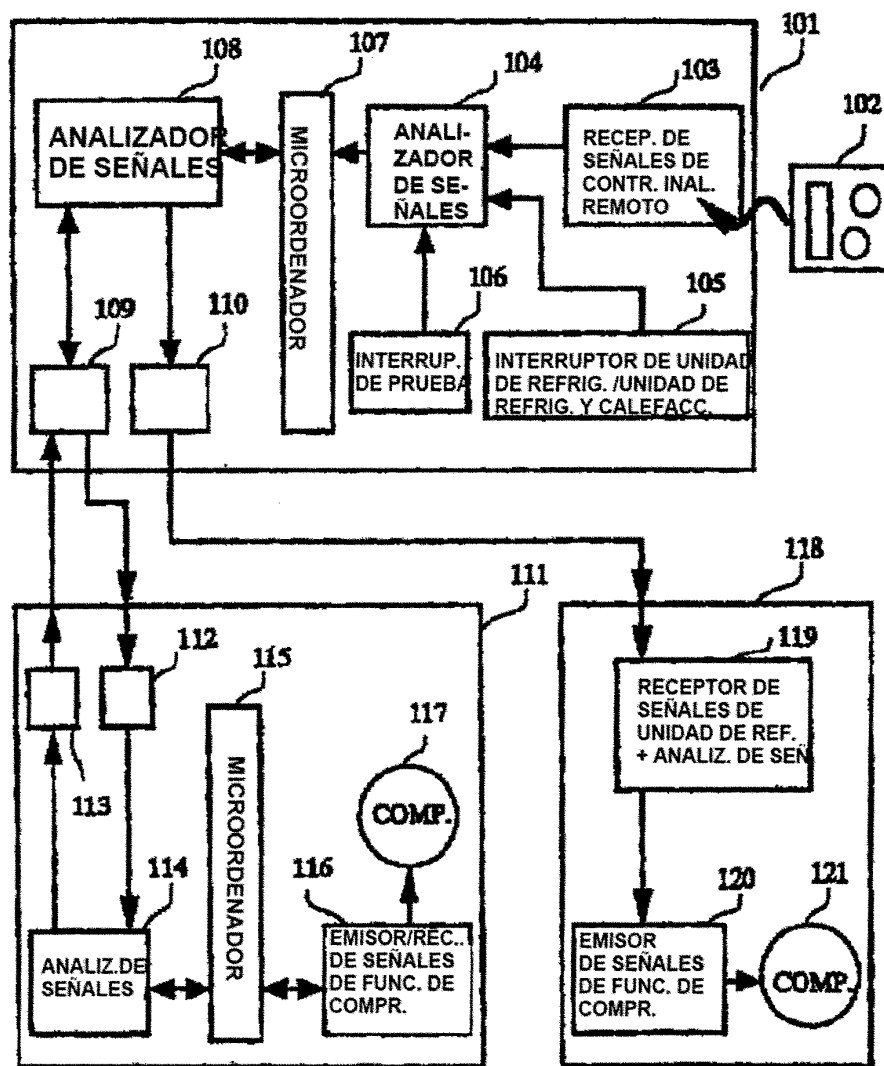 101
108
107
104
103
102
ANALIZADOR
DE SEÑALES
MICROORDENADOR
ANALI-
ZADOR
DE SE-
ÑALES
RECEP. DE
SEÑALES DE
CONTR. INAL.
REMOTO
109
110
106
105
INTERRUP.
DE PRUEBA
INTERRUPTOR DE UNIDAD
DE REFRIG. /UNIDAD DE
REFRIG. Y CALEFACC.
111
118
112
113
115
117
119
MICROORDENADOR
COMP.
RECEPTOR DE
SEÑALES DE
UNIDAD DE REF.
+ ANALIZ. DE SEÑ
114
116
120
121
ANALIZ.DE
SEÑALES
EMISOR/REC..
DE SEÑALES
DE FUNC. DE
COMPR.
EMISOR
DE SEÑALES
DE FUNC. DE
COMPR.
COMP.